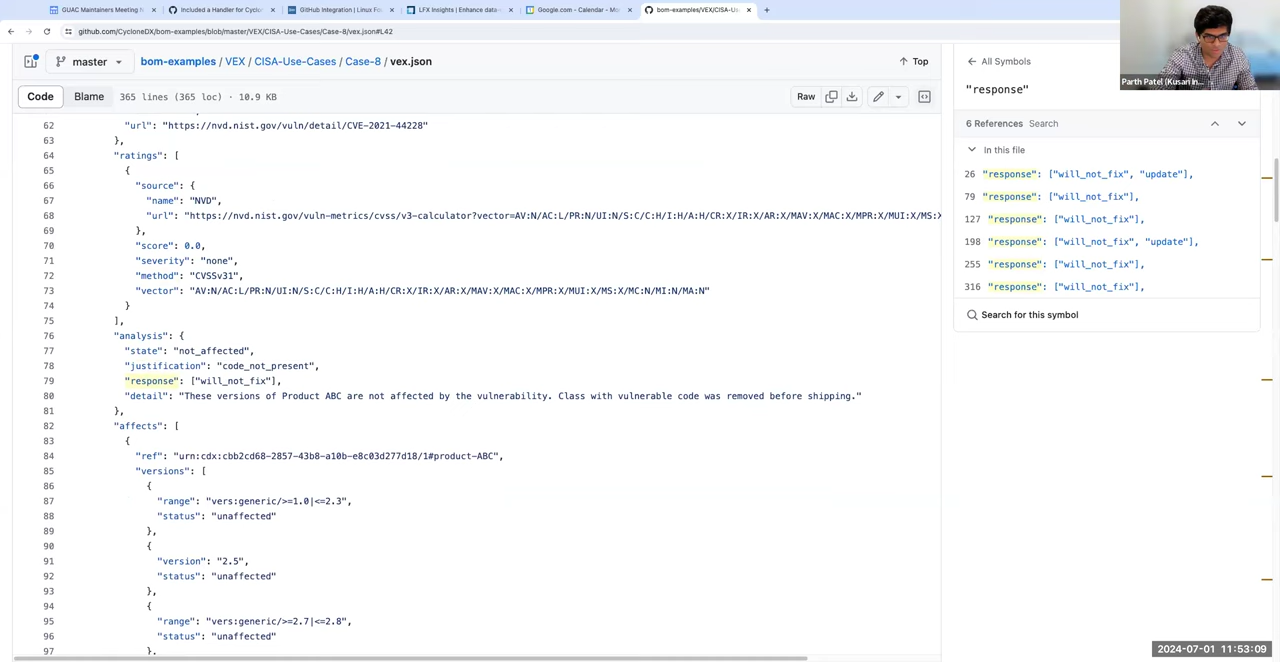 GUAC Maintainers Meeting N
Included a Handler for Cyclo
GitHub Integration | Linux Fo
LFX Insights | Enhance data-
Google.com - Calendar - Mo
bom-examples/VEX/CISA-Us
github.com/CycloneDX/bom-examples/blob/master/VEX/CISA-Use-Cases/Case-8/vex.json#L42
master
bom-examples / VEX / CISA-Use-Cases / Case-8 / vex.json
Top
Code Blame 365 lines (365 loc) · 10.9 KB
Raw
62 "url": "https://nvd.nist.gov/vuln/detail/CVE-2021-44228"
63 },
64 "ratings": [
65 {
66 "source": {
67 "name": "NVD",
68 "url": "https://nvd.nist.gov/vuln-metrics/cvss/v3-calculator?vector=AV:N/AC:L/PR:N/UI:N/S:C/C:H/I:H/A:H/CR:X/IR:X/AR:X/MAV:X/MAC:X/MPR:X/MUI:X/MS:X
69 },
70 "score": 0.0,
71 "severity": "none",
72 "method": "CVSSv31",
73 "vector": "AV:N/AC:L/PR:N/UI:N/S:C/C:H/I:H/A:H/CR:X/IR:X/AR:X/MAV:X/MAC:X/MPR:X/MUI:X/MS:X/MC:N/MI:N/MA:N"
74 }
75 ],
76 "analysis": {
77 "state": "not_affected",
78 "justification": "code_not_present",
79 "response": ["will_not_fix"],
80 "detail": "These versions of Product ABC are not affected by the vulnerability. Class with vulnerable code was removed before shipping."
81 },
82 "affects": [
83 {
84 "ref": "urn:cdx:cbb2cd68-2857-43b8-a10b-e8c03d277d18/1#product-ABC",
85 "versions": [
86 {
87 "range": "vers:generic/>=1.0|<=2.3",
88 "status": "unaffected"
89 },
90 {
91 "version": "2.5",
92 "status": "unaffected"
93 },
94 {
95 "range": "vers:generic/>=2.7|<=2.8",
96 "status": "unaffected"
97 },
All Symbols
"response"
6 References Search
In this file
26 "response": ["will_not_fix", "update"],
79 "response": ["will_not_fix"],
127 "response": ["will_not_fix"],
198 "response": ["will_not_fix", "update"],
255 "response": ["will_not_fix"],
316 "response": ["will_not_fix"],
Search for this symbol
Parth Patel (Kusari In...
2024-07-01 11:53:09